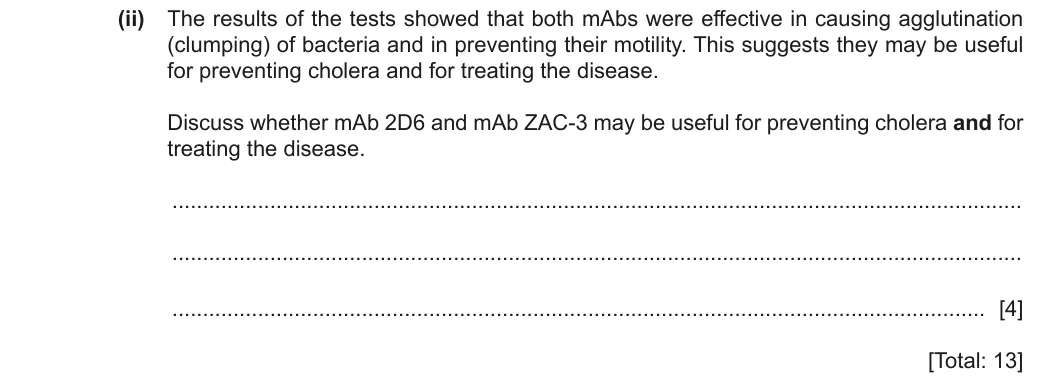 (ii) The results of the tests showed that both mAbs were effective in causing agglutination
(clumping) of bacteria and in preventing their motility. This suggests they may be useful
for preventing cholera and for treating the disease.
Discuss whether mAb 2D6 and mAb ZAC-3 may be useful for preventing cholera and for
treating the disease.
...................................................................................................................................
...................................................................................................................................
............................................................................................................................. [4]
[Total: 13]